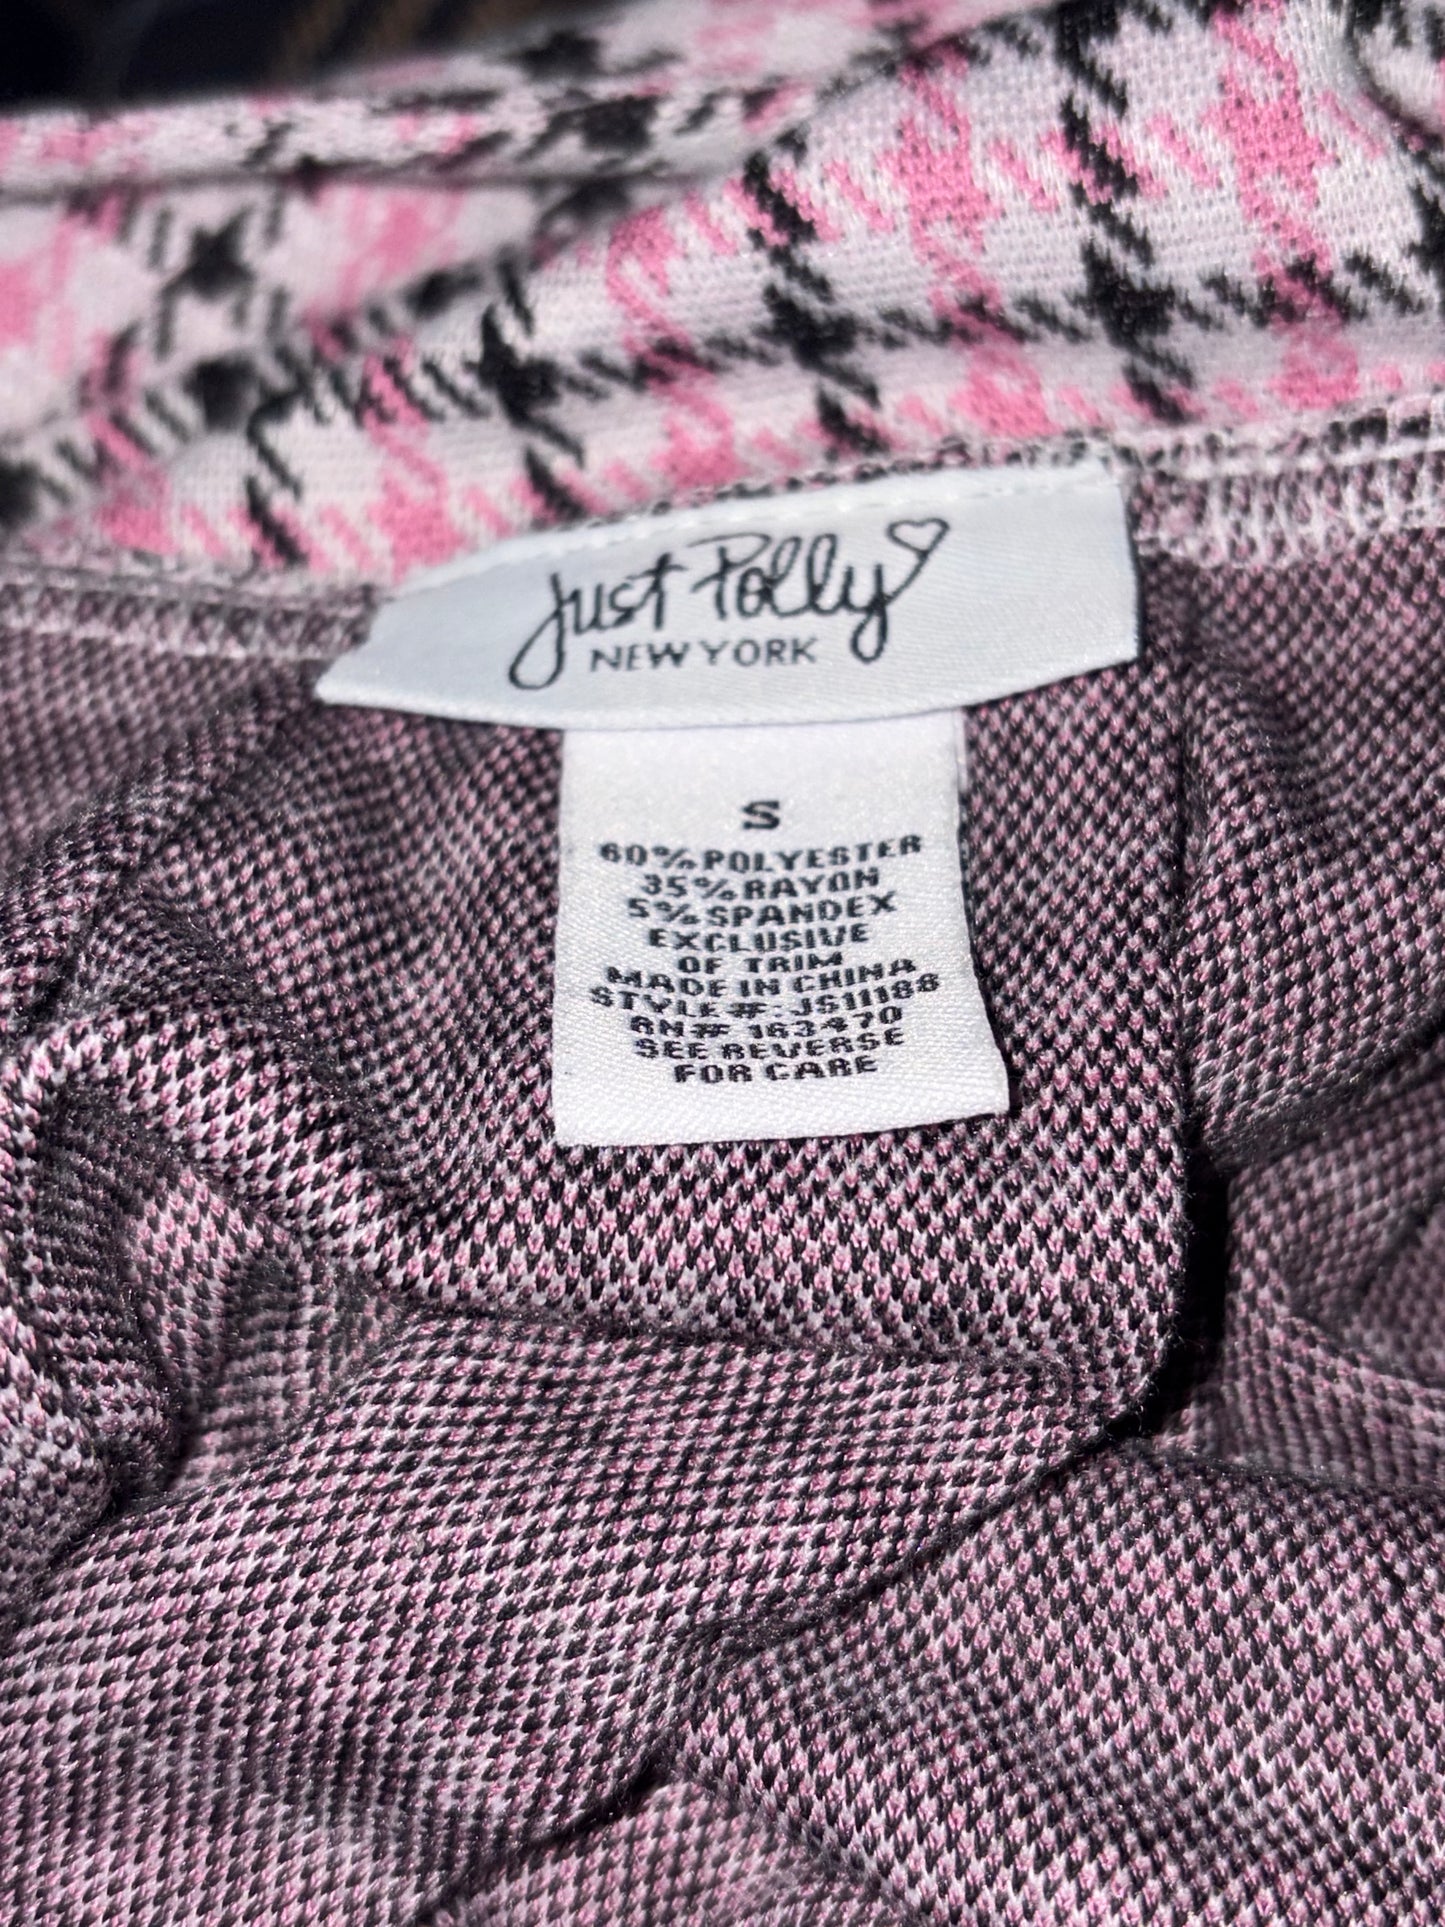 Just Polly
NEW YORK
S
60% POLYESTER
35% RAYON
5% SPANDEX
EXCLUSIVE
OF TRIM
MADE IN CHINA
STYLE#: JS11188
RN# 163470
SEE REVERSE
FOR CARE